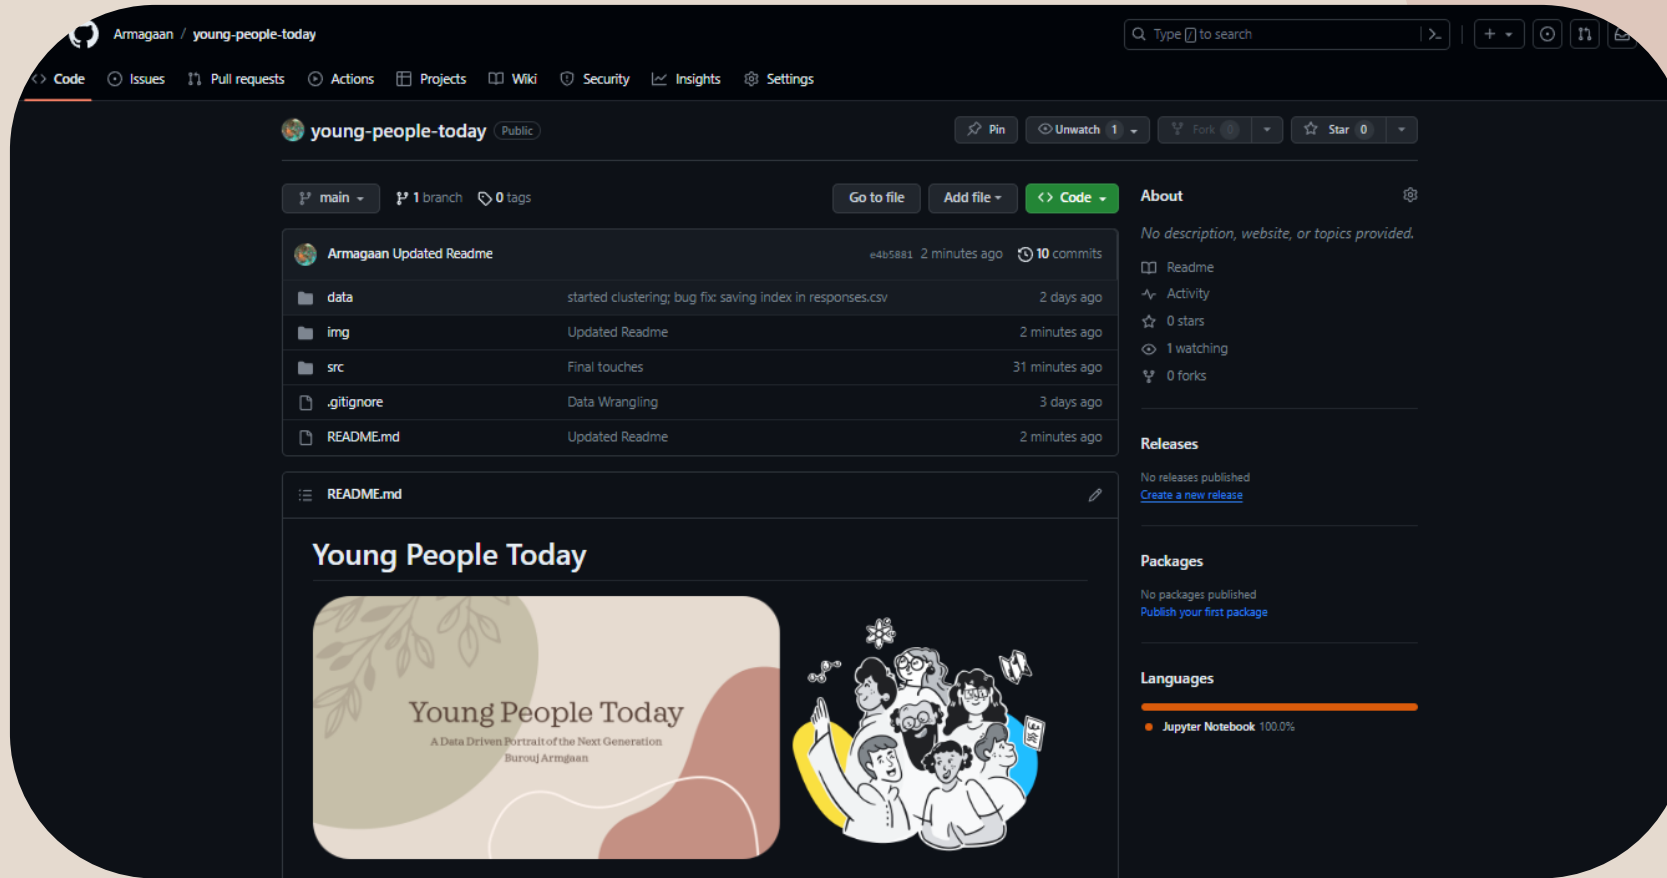 Armagaan / young-people-today
Type / to search
Code Issues Pull requests Actions Projects Wiki Security Insights Settings
young-people-today Public
Pin Unwatch 1 Fork 0 Star 0
main 1 branch 0 tags Go to file Add file Code
Armagaan Updated Readme e4b5881 2 minutes ago 10 commits
data started clustering; bug fix: saving index in responses.csv 2 days ago
img Updated Readme 2 minutes ago
src Final touches 31 minutes ago
.gitignore Data Wrangling 3 days ago
README.md Updated Readme 2 minutes ago
README.md
Young People Today
Young People Today
A Data Driven Portrait of the Next Generation
Burouj Armgaan
About
No description, website, or topics provided.
Readme
Activity
0 stars
1 watching
0 forks
Releases
No releases published
Create a new release
Packages
No packages published
Publish your first package
Languages
Jupyter Notebook 100.0%